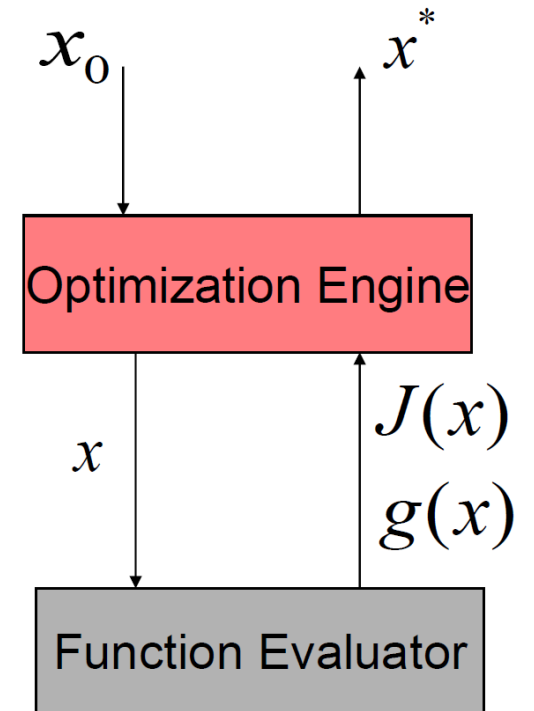 x₀
x*
Optimization Engine
x
J(x)
g(x)
Function Evaluator